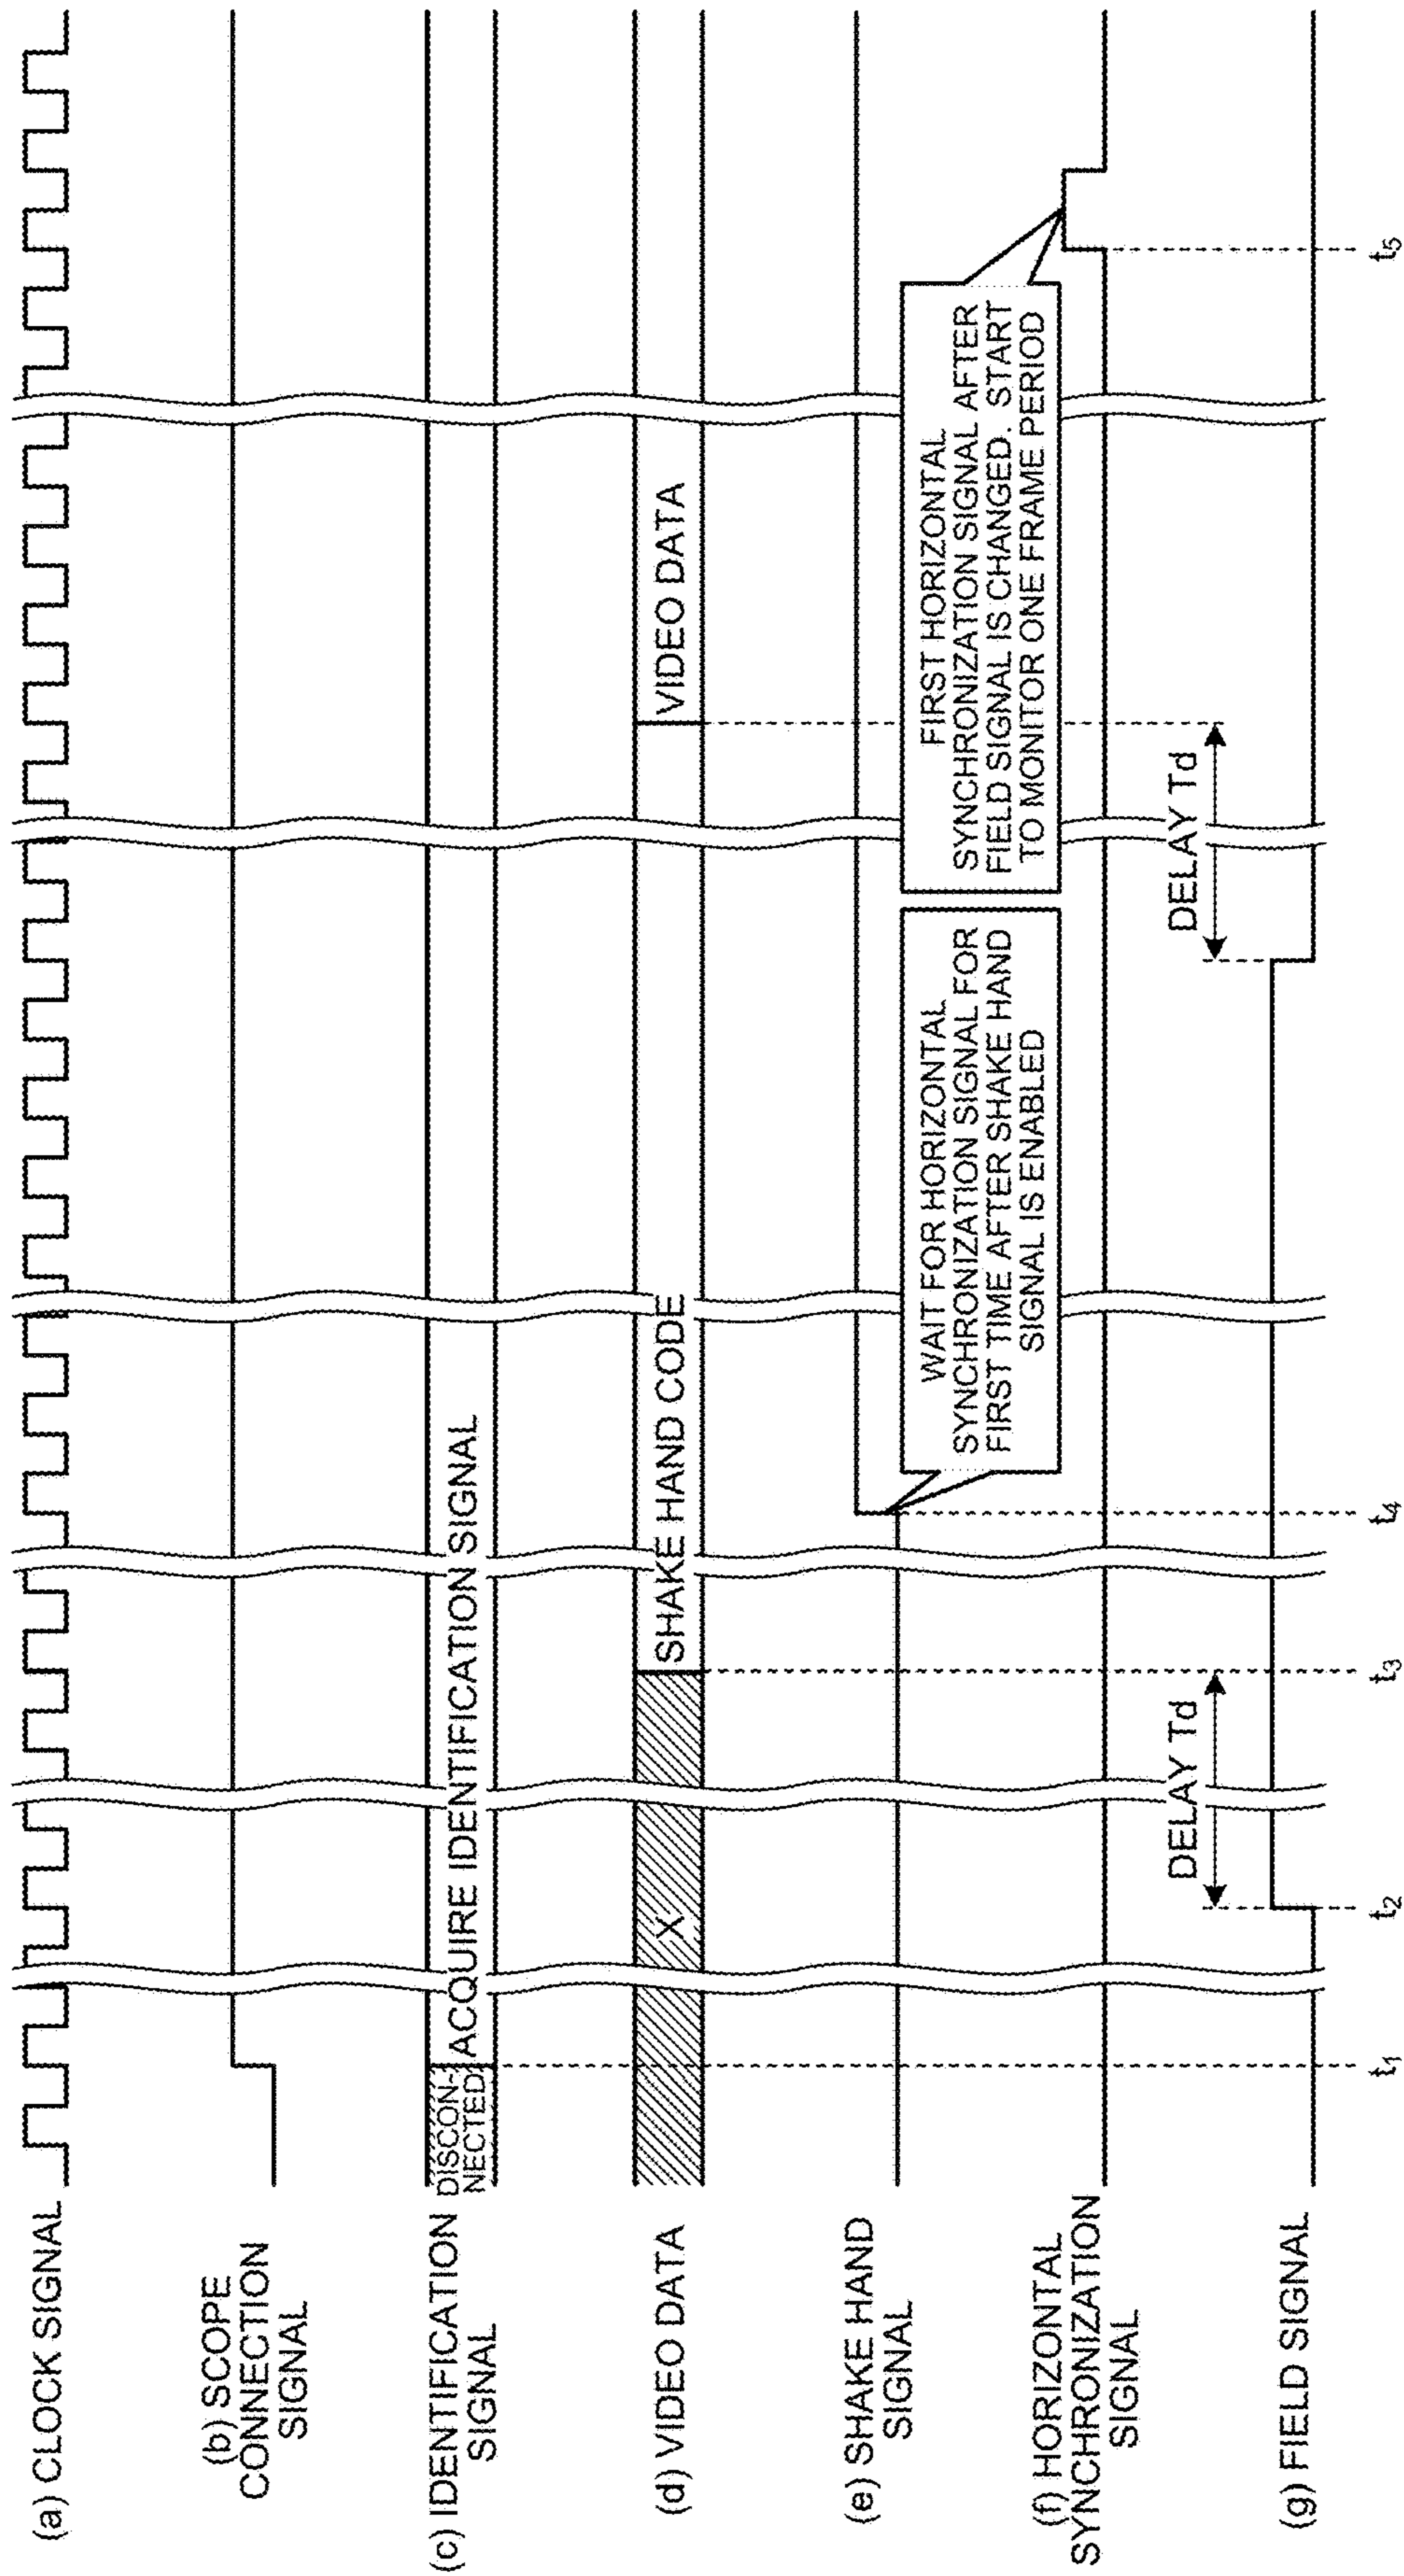 (a) CLOCK SIGNAL
(b) SCOPE
CONNECTION
SIGNAL
(c) IDENTIFICATION
SIGNAL
DISCON-
NECTED
ACQUIRE IDENTIFICATION SIGNAL
(d) VIDEO DATA
X
SHAKE HAND CODE
VIDEO DATA
(e) SHAKE HAND
SIGNAL
WAIT FOR HORIZONTAL
SYNCHRONIZATION SIGNAL FOR
FIRST TIME AFTER SHAKE HAND
SIGNAL IS ENABLED
FIRST HORIZONTAL
SYNCHRONIZATION SIGNAL AFTER
FIELD SIGNAL IS CHANGED. START
TO MONITOR ONE FRAME PERIOD
(f) HORIZONTAL
SYNCHRONIZATION
SIGNAL
DELAY Td
DELAY Td
(g) FIELD SIGNAL
t1
t2
t3
t4
t5